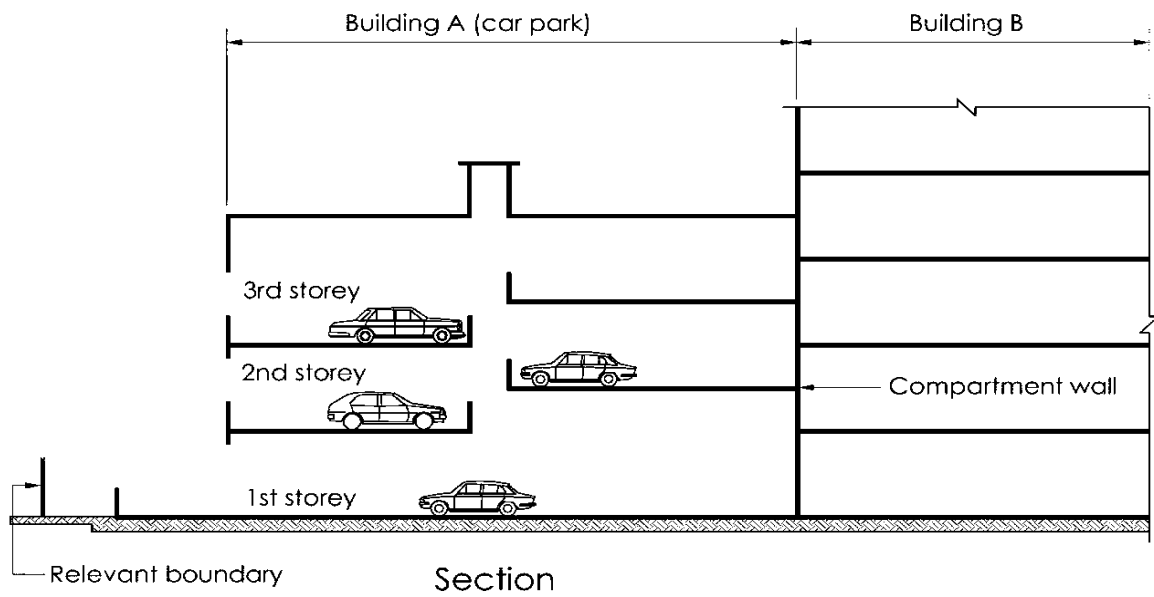 Building A (car park)
Building B
3rd storey
2nd storey
Compartment wall
1st storey
Relevant boundary
Section